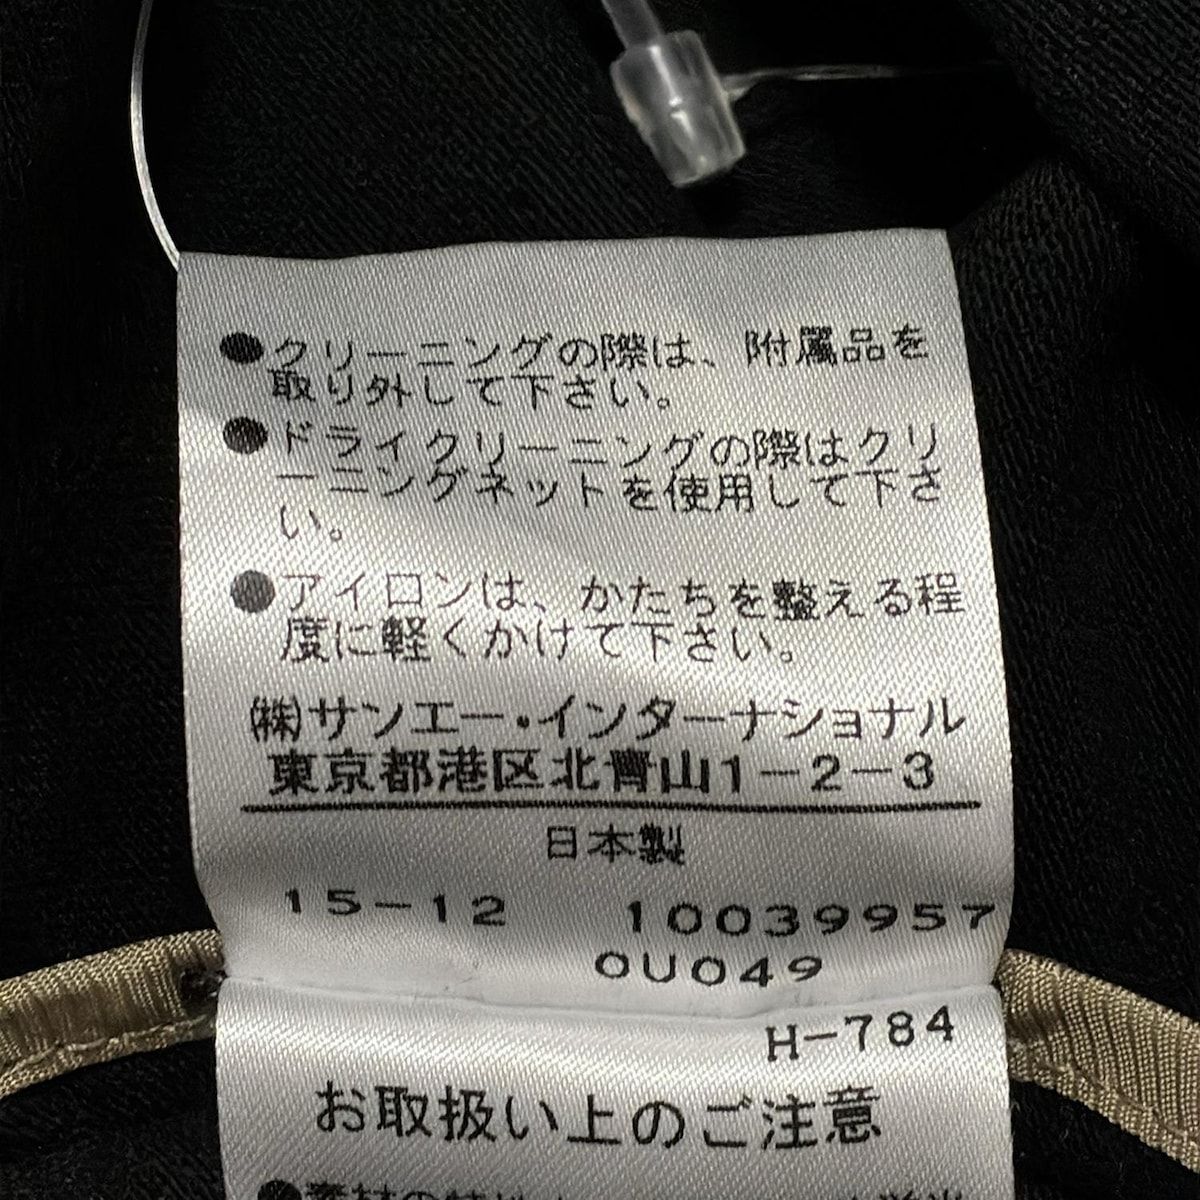 ●クリーニングの際は、附属品を
取り外して下さい。
●ドライクリーニングの際はクリ
ーニングネットを使用して下さ
い。
●アイロンは、かたちを整える程
度に軽くかけて下さい。
㈱サンエー・インターナショナル
東京都港区北青山1-2-3
日本製
15-12 10039957
0U049
H-784
お取扱い上のご注意
●素材の特性